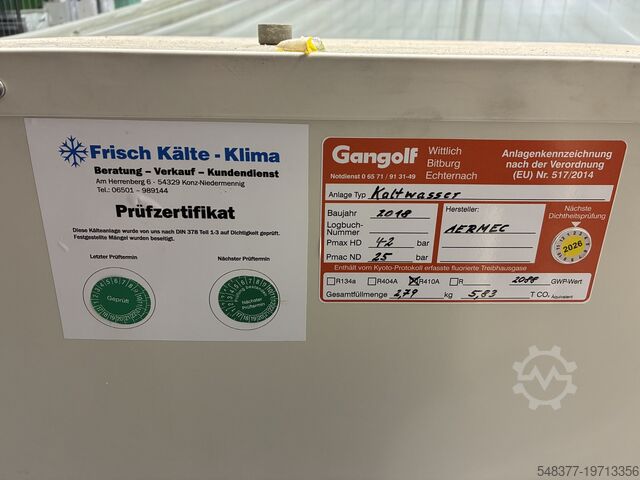 Frisch Kälte - Klima
Beratung – Verkauf – Kundendienst
Am Herrenberg 6 - 54329 Konz-Niedermennig
Tel.: 06501 – 989144
Prüfzertifikat
Diese Kälteanlage wurde von uns nach DIN 378 Teil 1-3 auf Dichtigkeit geprüft.
Festgestellte Mängel wurden beseitigt.
Letzter Prüftermin
Nächster Prüftermin
Geprüft
Nächster
Prüftermin
Gangolf
Wittlich
Bitburg
Echternach
Notdienst 0 65 71 / 91 31-49
Anlagenkennzeichnung
nach der Verordnung
(EU) Nr. 517/2014
Anlage Typ Kaltwasser
Baujahr 2018
Logbuch-
Nummer
Pmax HD 42 bar
Pmac ND 25 bar
Hersteller:
AERMEC
Nächste
Dichtheitsprüfung
2026
Enthält vom Kyoto-Protokoll erfasste fluorierte Treibhausgase
R134a R404A R410A R 2088 GWP-Wert
Gesamtfüllmenge 2,79 kg 5,83 T CO2 Äquivalent
548377-19713356